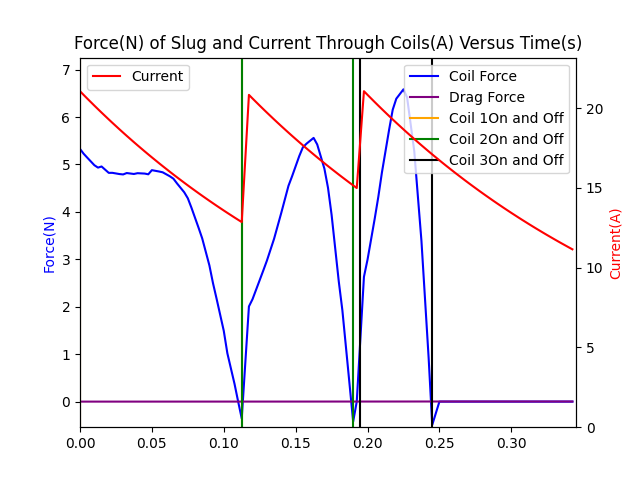 Force(N) of Slug and Current Through Coils(A) Versus Time(s)
Current
Coil Force
Drag Force
Coil 1On and Off
Coil 2On and Off
Coil 3On and Off
Force(N)
7
6
5
4
3
2
1
0
20
15
10
5
0
Current(A)
0.00 0.05 0.10 0.15 0.20 0.25 0.30